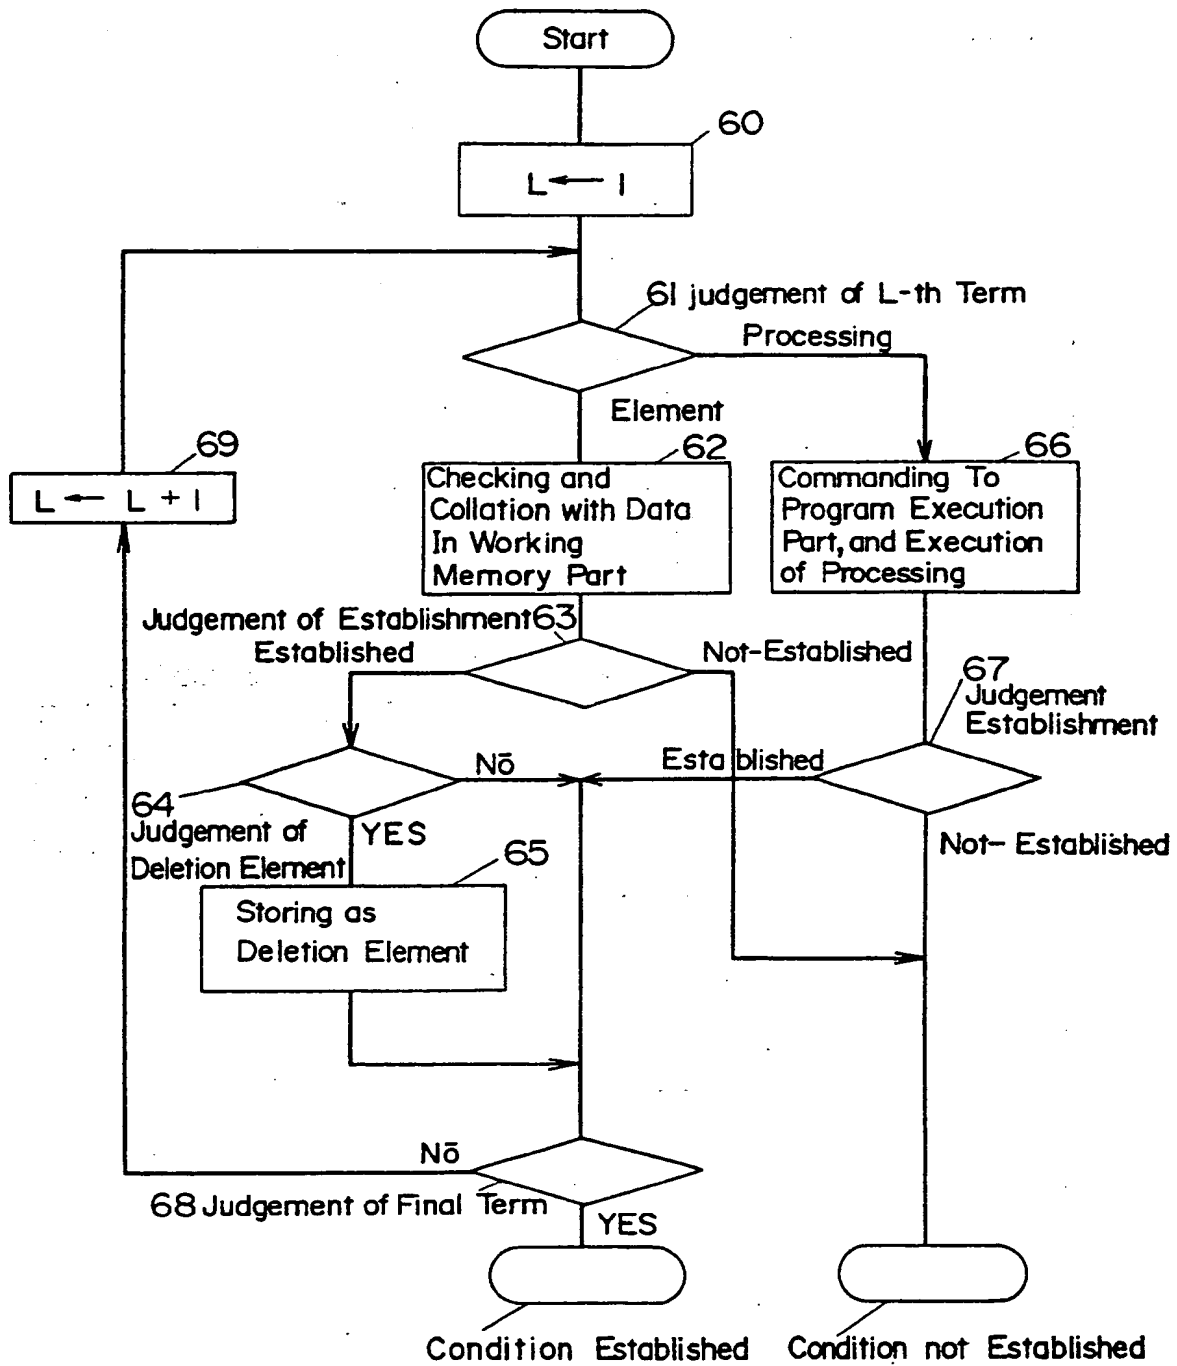 Start
60
L ← 1
61 judgement of L-th Term
Processing
Element
69
L ← L + 1
62
Checking and
Collation with Data
In Working
Memory Part
66
Commanding To
Program Execution
Part, and Execution
of Processing
Judgement of Establishment 63
Established
Not-Established
67
Judgement
Establishment
Nō
Established
64
Judgement of
Deletion Element
YES
Not-Established
65
Storing as
Deletion Element
Nō
68 Judgement of Final Term
YES
Condition Established
Condition not Established